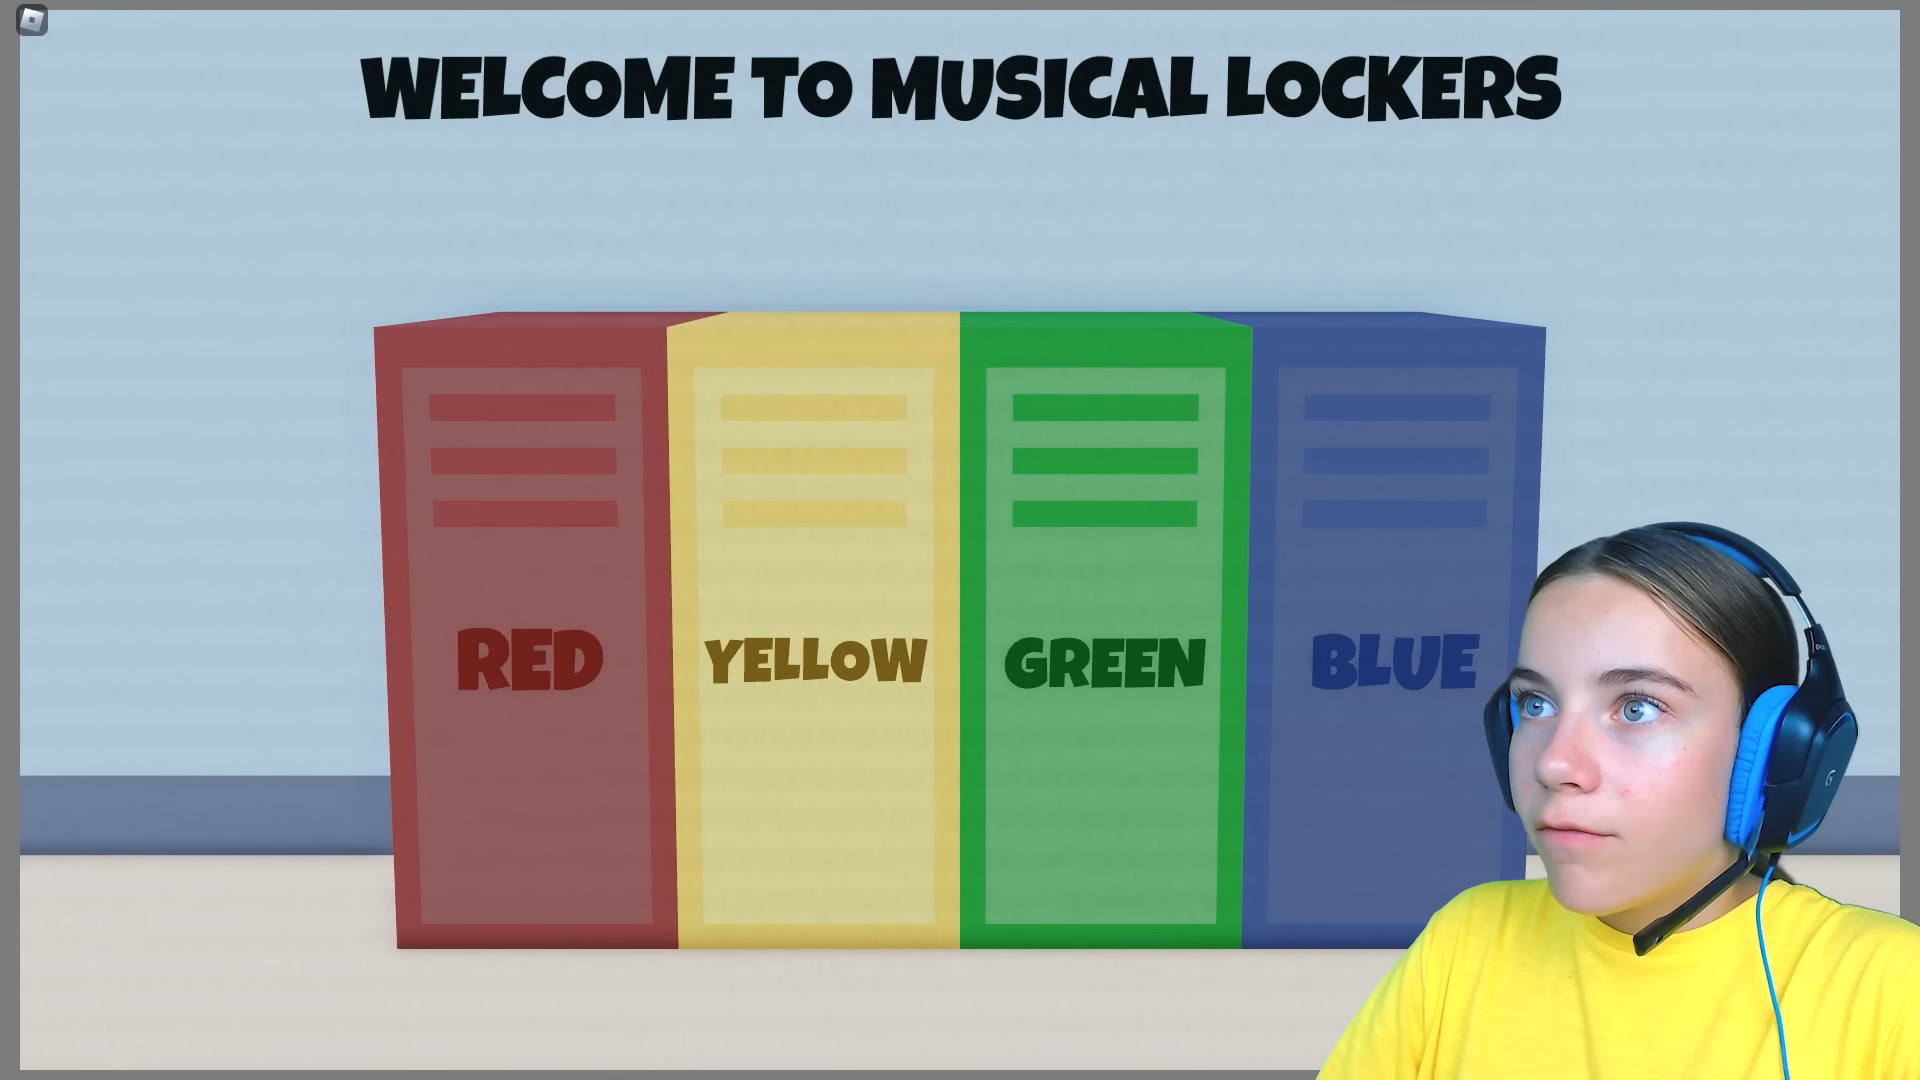 WELCOME TO MUSICAL LOCKERS
RED
YELLOW
GREEN
BLUE